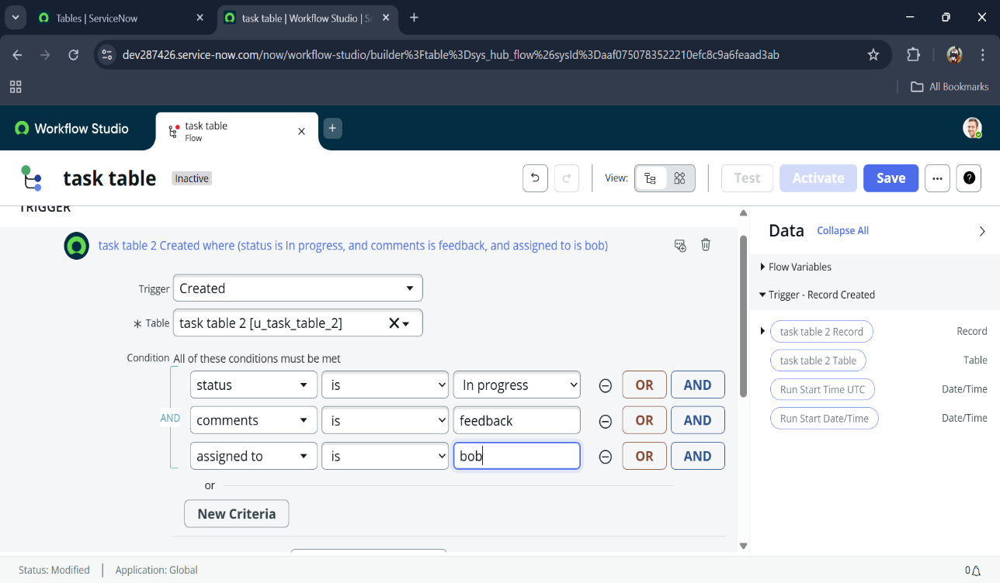 Tables | ServiceNow
task table | Workflow Studio | S
dev287426.service-now.com/now/workflow-studio/builder%3Ftable%3Dsys_hub_flow%26sysId%3Daaf0750783522210efc8c9a6feaad3ab
All Bookmarks
Workflow Studio
task table
Flow
task table
Inactive
View:
Test
Activate
Save
TRIGGER
task table 2 Created where (status is In progress, and comments is feedback, and assigned to is bob)
Trigger
Created
* Table
task table 2 [u_task_table_2]
Condition
All of these conditions must be met
AND
status is In progress OR AND
comments is feedback OR AND
assigned to is bob OR AND
or
New Criteria
Data
Collapse All
Flow Variables
Trigger - Record Created
task table 2 Record Record
task table 2 Table Table
Run Start Time UTC Date/Time
Run Start Date/Time Date/Time
Status: Modified
Application: Global
0